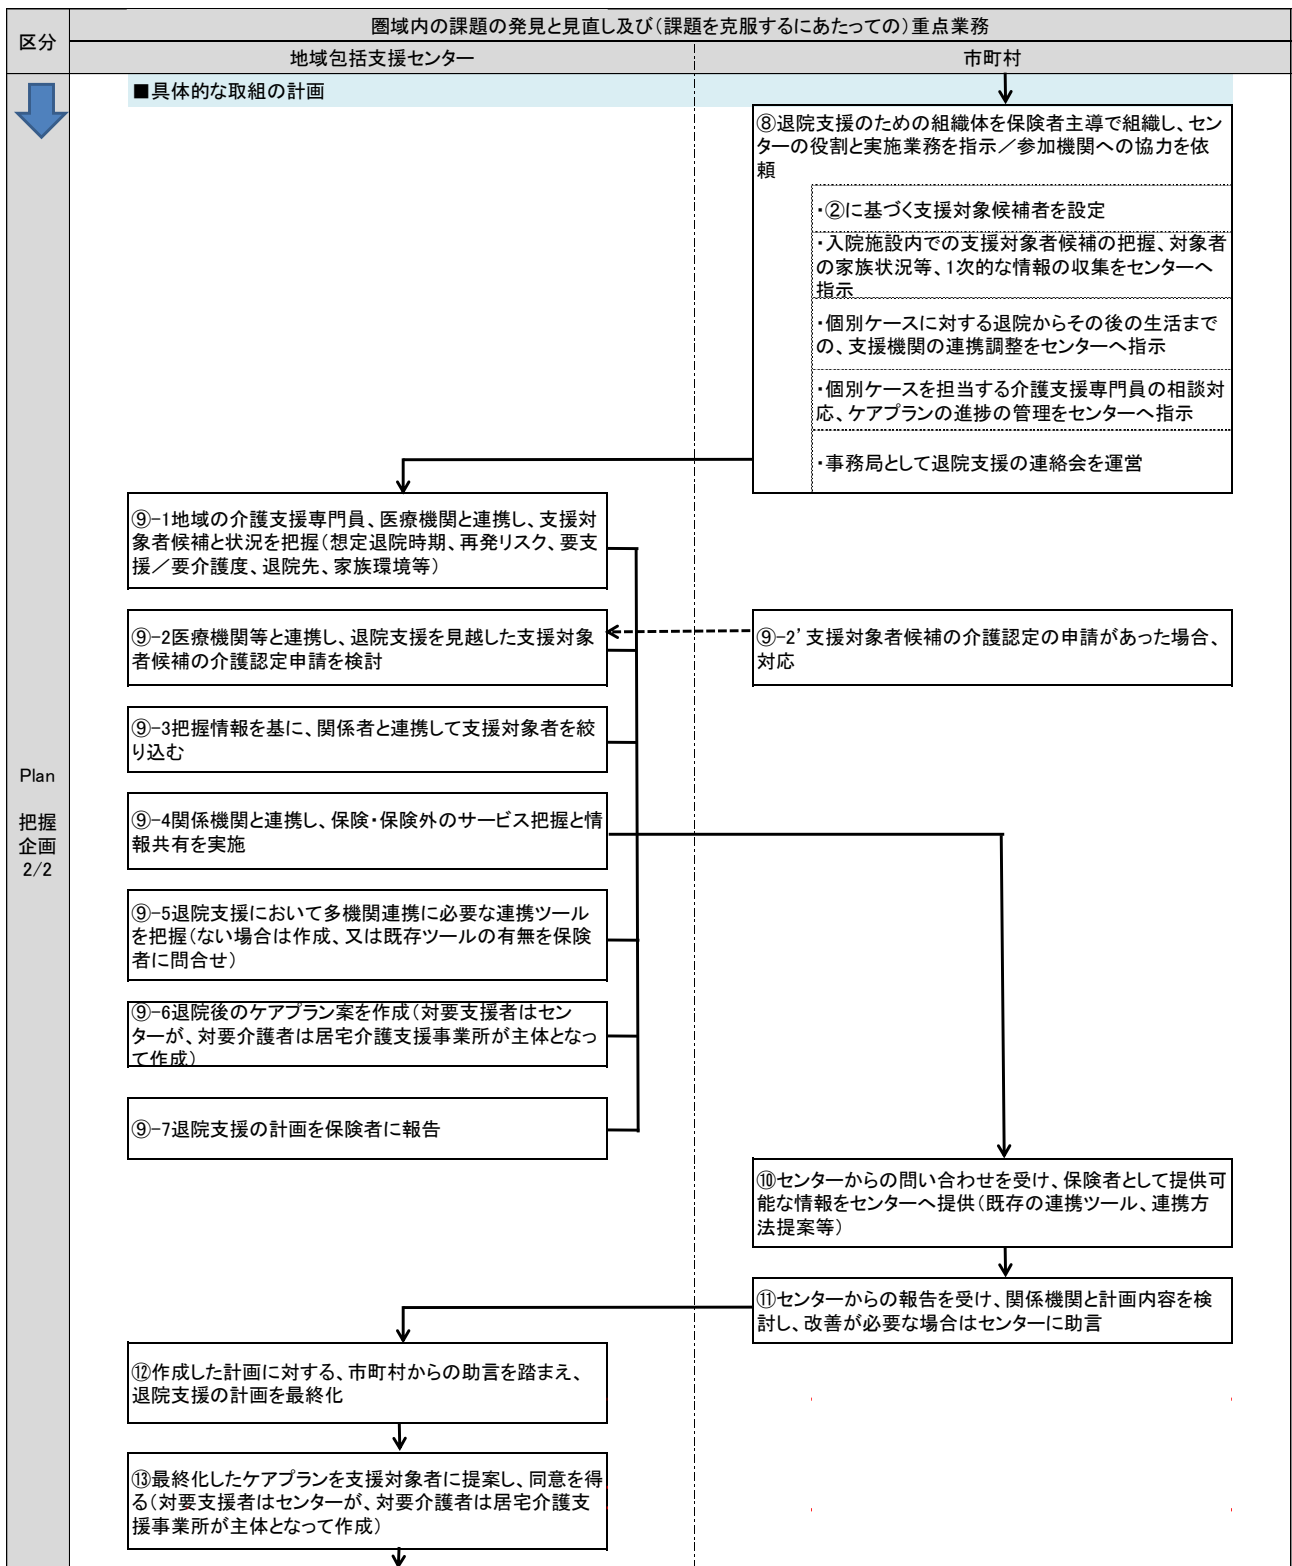 区分
圏域内の課題の発見と見直し及び(課題を克服するにあたっての)重点業務
地域包括支援センター
市町村
■具体的な取組の計画
⑧退院支援のための組織体を保険者主導で組織し、セン
ターの役割と実施業務を指示／参加機関への協力を依
頼
・②に基づく支援対象候補者を設定
・入院施設内での支援対象者候補の把握、対象者
の家族状況等、1次的な情報の収集をセンターへ
指示
・個別ケースに対する退院からその後の生活まで
の、支援機関の連携調整をセンターへ指示
・個別ケースを担当する介護支援専門員の相談対
応、ケアプランの進捗の管理をセンターへ指示
・事務局として退院支援の連絡会を運営
⑨-1地域の介護支援専門員、医療機関と連携し、支援対
象者候補と状況を把握(想定退院時期、再発リスク、要支
援／要介護度、退院先、家族環境等)
⑨-2医療機関等と連携し、退院支援を見越した支援対象
者候補の介護認定申請を検討
⑨-2’支援対象者候補の介護認定の申請があった場合、
対応
⑨-3把握情報を基に、関係者と連携して支援対象者を絞
り込む
Plan
把握
企画
2/2
⑨-4関係機関と連携し、保険・保険外のサービス把握と情
報共有を実施
⑨-5退院支援において多機関連携に必要な連携ツール
を把握(ない場合は作成、又は既存ツールの有無を保険
者に問合せ)
⑨-6退院後のケアプラン案を作成(対要支援者はセン
ターが、対要介護者は居宅介護支援事業所が主体となっ
て作成)
⑨-7退院支援の計画を保険者に報告
⑩センターからの問い合わせを受け、保険者として提供可
能な情報をセンターへ提供(既存の連携ツール、連携方
法提案等)
⑪センターからの報告を受け、関係機関と計画内容を検
討し、改善が必要な場合はセンターに助言
⑫作成した計画に対する、市町村からの助言を踏まえ、
退院支援の計画を最終化
⑬最終化したケアプランを支援対象者に提案し、同意を得
る(対要支援者はセンターが、対要介護者は居宅介護支
援事業所が主体となって作成)